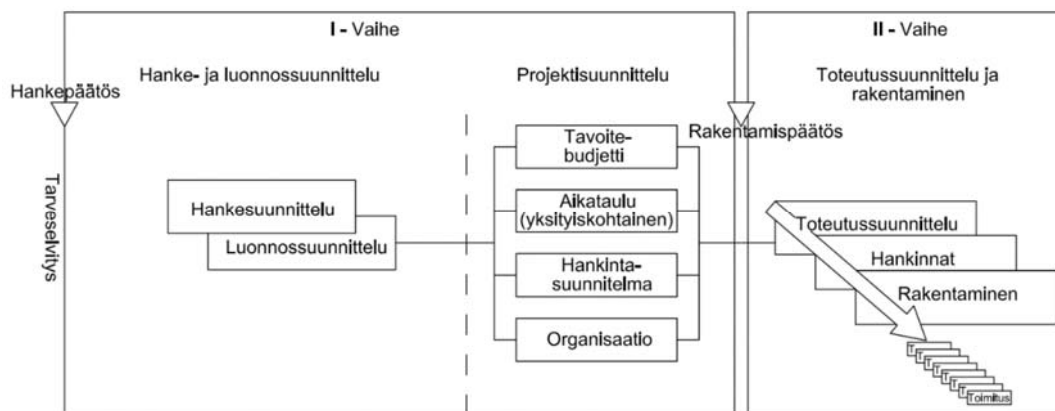 I - Vaihe
II - Vaihe
Hanke- ja luonnossuunnittelu
Projektisuunnittelu
Toteutussuunnittelu ja
rakentaminen
Hankepäätös
Rakentamispäätös
Tarveselvitys
Hankesuunnittelu
Luonnossuunnittelu
Tavoite-
budjetti
Aikataulu
(yksityiskohtainen)
Hankinta-
suunnitelma
Organisaatio
Toteutussuunnittelu
Hankinnat
Rakentaminen
T
T
T
T
T
T
T
Toimitus